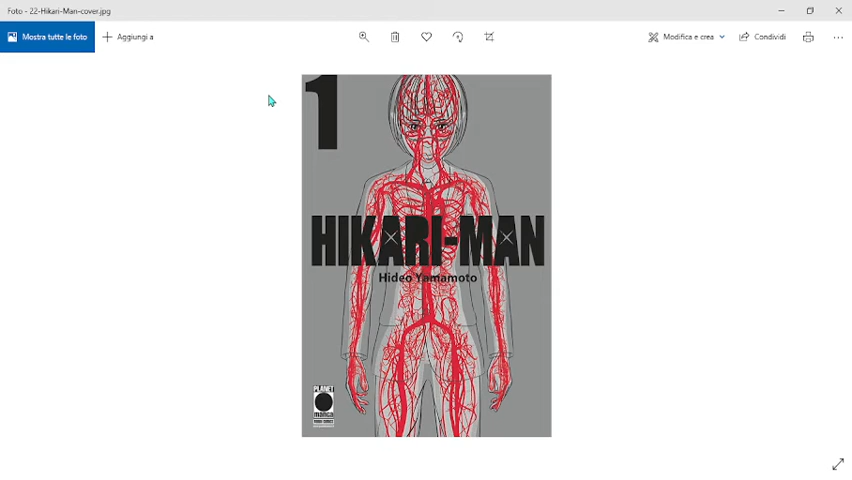 Foto - 22-Hikari-Man-cover.jpg
Mostra tutte le foto
Aggiungi a
Modifica e crea
Condividi
1
HIKARI-MAN
Hideo Yamamoto
PLANET
manga